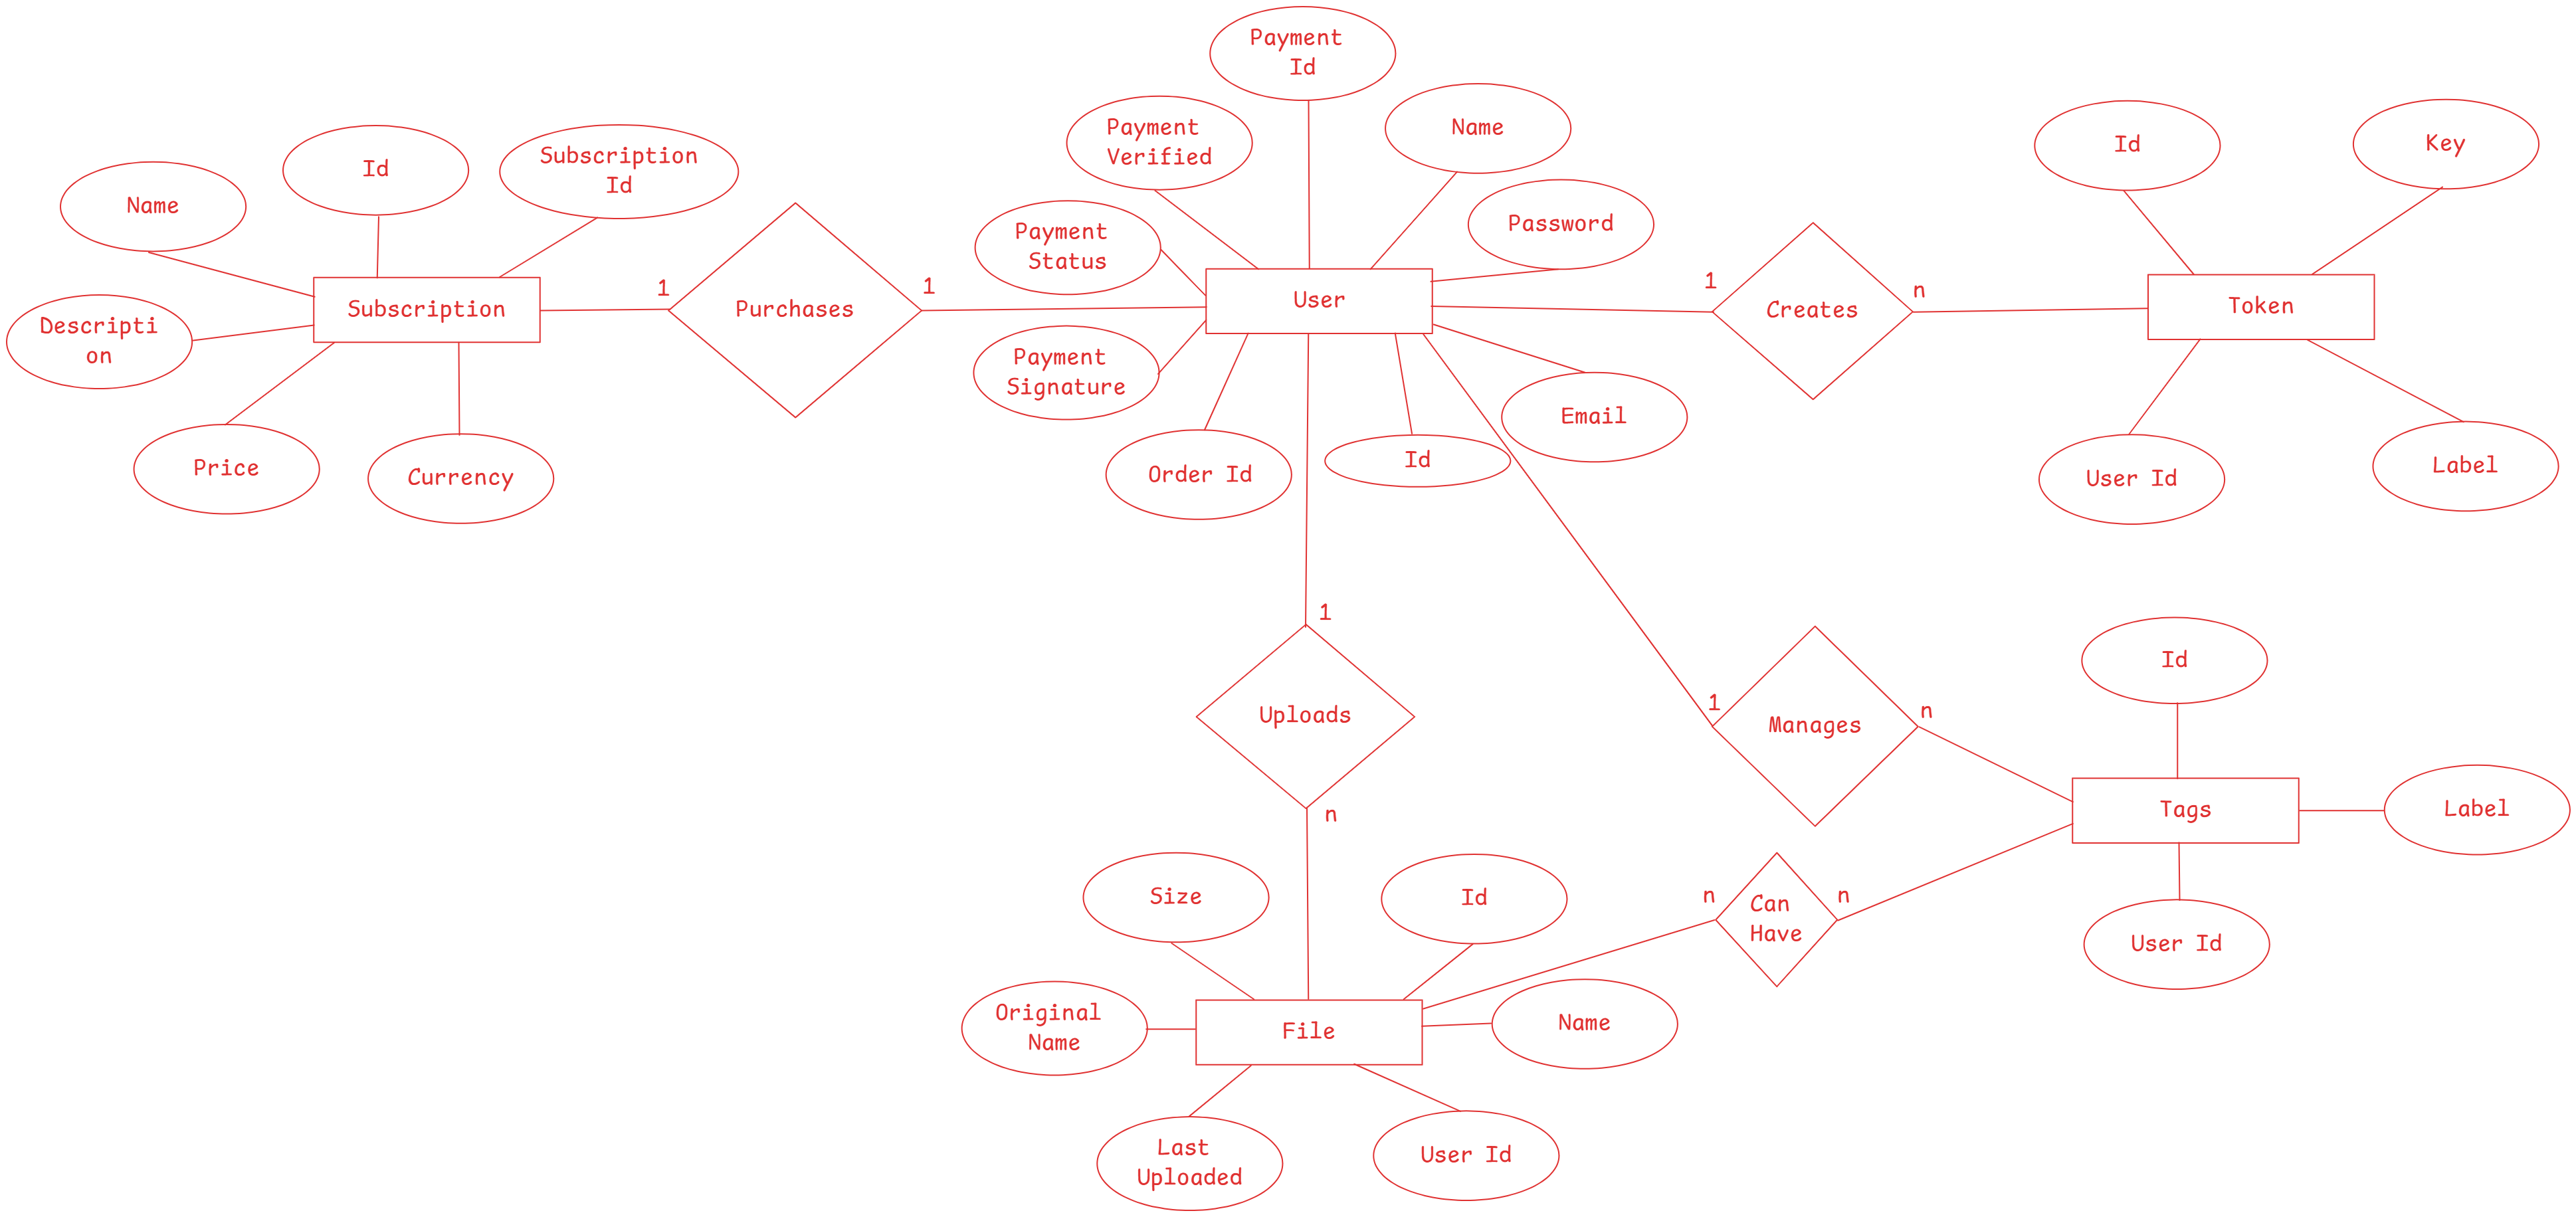 Payment
Id
Payment
Verified
Name
Id
Key
Name
Id
Subscription
Id
Payment
Status
Password
Descripti
on
Subscription
1
Purchases
1
User
1
Creates
n
Token
Payment
Signature
Price
Currency
Order Id
Id
Email
User Id
Label
1
Uploads
n
1
Manages
n
Id
Tags
Label
User Id
n
Can
Have
n
Size
Id
Original
Name
File
Name
Last
Uploaded
User Id